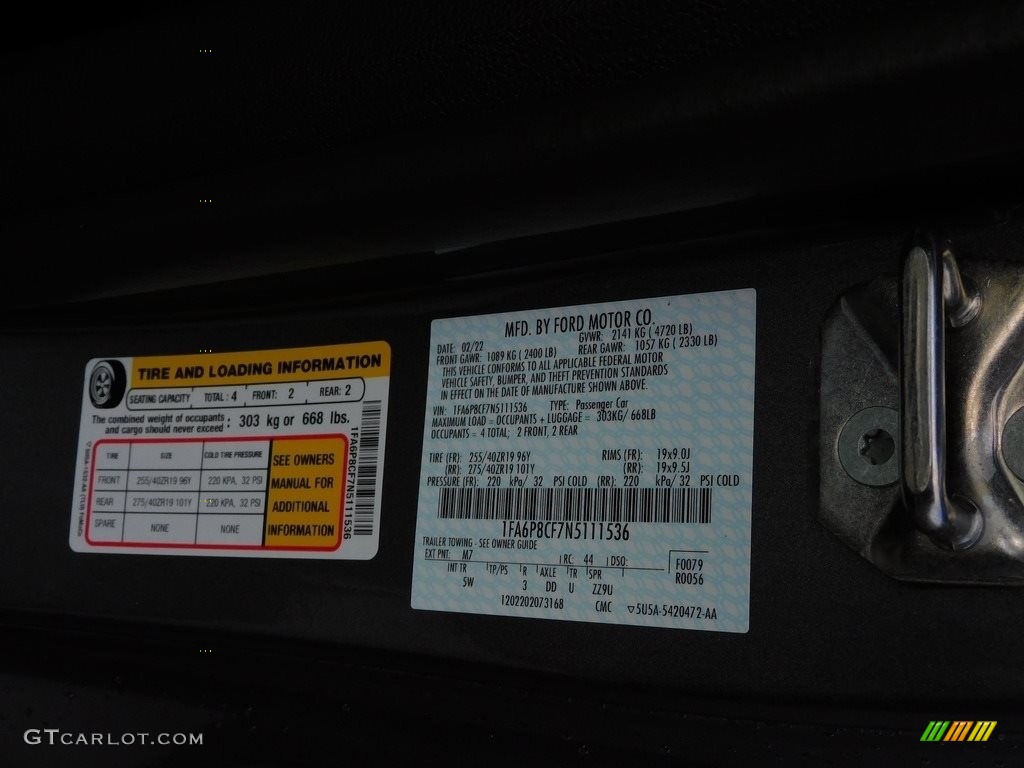 TIRE AND LOADING INFORMATION
SEATING CAPACITY TOTAL : 4 FRONT: 2 REAR: 2
The combined weight of occupants and cargo should never exceed : 303 kg or 668 lbs.
TIRE SIZE COLD TIRE PRESSURE
FRONT 255/40ZR19 96Y 220 KPA, 32 PSI
REAR 275/40ZR19 101Y 220 KPA, 32 PSI
SPARE NONE NONE
SEE OWNERS
MANUAL FOR
ADDITIONAL
INFORMATION
1FA6P8CF7N5111536
MFD. BY FORD MOTOR CO.
DATE: 02/22 GVWR: 2141 KG ( 4720 LB)
FRONT GAWR: 1089 KG ( 2400 LB) REAR GAWR: 1057 KG ( 2330 LB)
THIS VEHICLE CONFORMS TO ALL APPLICABLE FEDERAL MOTOR
VEHICLE SAFETY, BUMPER, AND THEFT PREVENTION STANDARDS
IN EFFECT ON THE DATE OF MANUFACTURE SHOWN ABOVE.
VIN: 1FA6P8CF7N5111536 TYPE: Passenger Car
MAXIMUM LOAD = OCCUPANTS + LUGGAGE = 303KG/ 668LB
OCCUPANTS = 4 TOTAL; 2 FRONT, 2 REAR
TIRE (FR): 255/40ZR19 96Y RIMS (FR): 19x9.0J
(RR): 275/40ZR19 101Y (RR): 19x9.5J
PRESSURE (FR): 220 kPa/ 32 PSI COLD (RR): 220 kPa/ 32 PSI COLD
1FA6P8CF7N5111536
TRAILER TOWING - SEE OWNER GUIDE
EXT PNT: M7 RC: 44 DSO: F0079
R0056
INT TR TP/PS R AXLE TR SPR
5W 3 DD U ZZ9U
1202202073168 CMC ▽5U5A-5420472-AA
GTCARLOT.COM